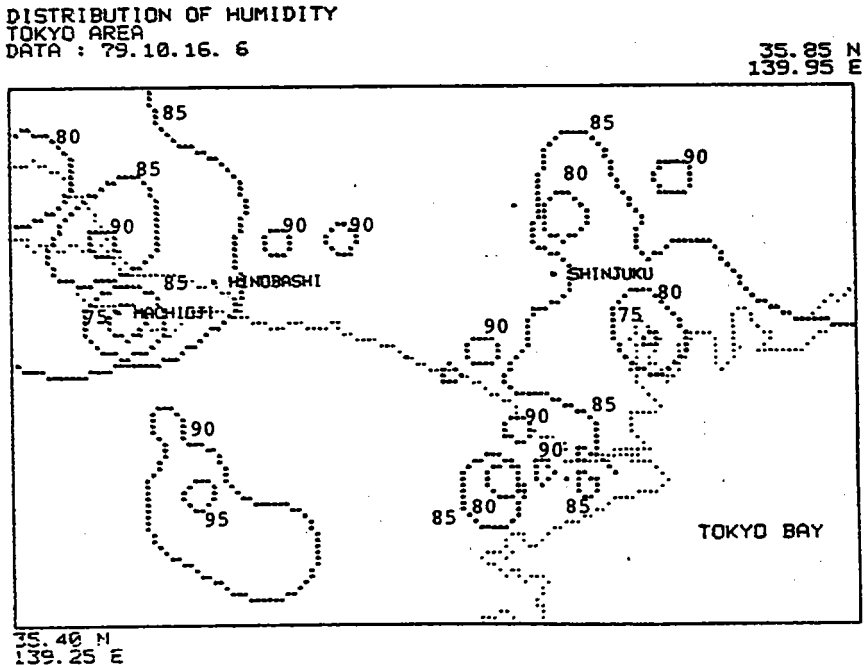 DISTRIBUTION OF HUMIDITY
TOKYO AREA
DATA : 79.10.16. 6
35.85 N
139.95 E
85
85
80
90
85
80
90
90
90
85
HINOBASHI
SHINJUKU
80
75
HACHIOJI
75
90
85
90
90
90
95
85
80
85
TOKYO BAY
35.40 N
139.25 E